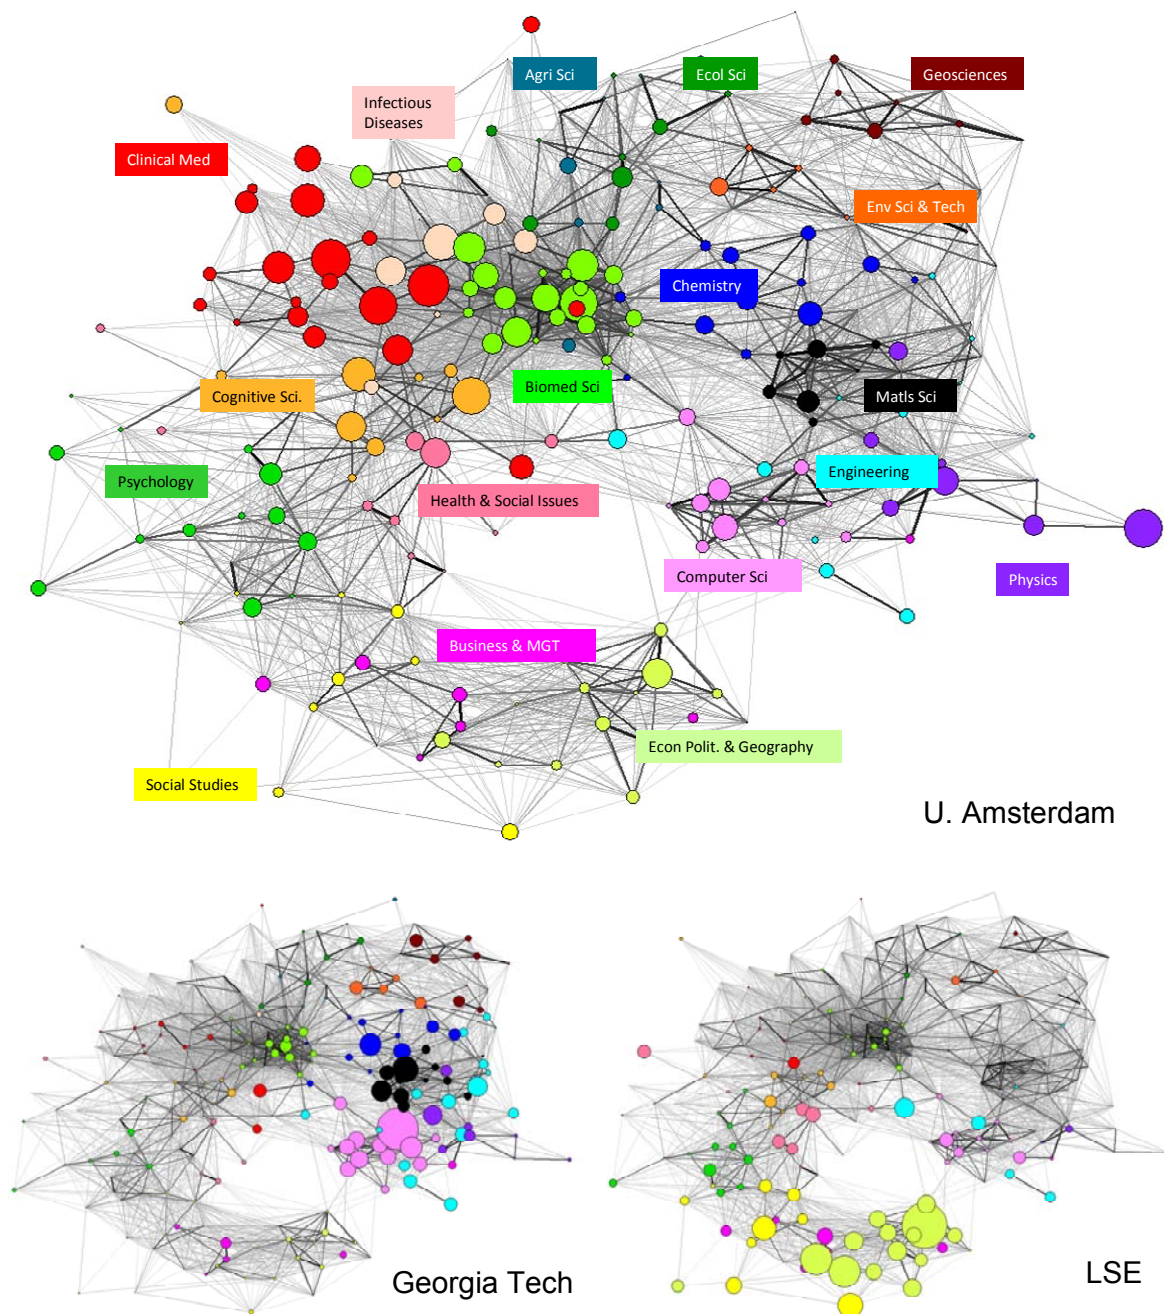 Agri Sci
Ecol Sci
Geosciences
Infectious
Diseases
Clinical Med
Env Sci & Tech
Chemistry
Cognitive Sci.
Biomed Sci
Matls Sci
Psychology
Health & Social Issues
Engineering
Computer Sci
Physics
Business & MGT
Econ Polit. & Geography
Social Studies
U. Amsterdam
Georgia Tech
LSE